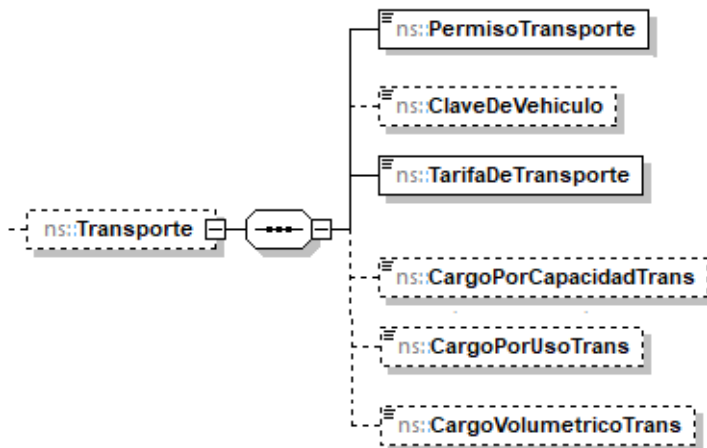 ns::PermisoTransporte
ns::ClaveDeVehiculo
ns::TarifaDeTransporte
ns::Transporte
ns::CargoPorCapacidadTrans
ns::CargoPorUsoTrans
ns::CargoVolumetricoTrans